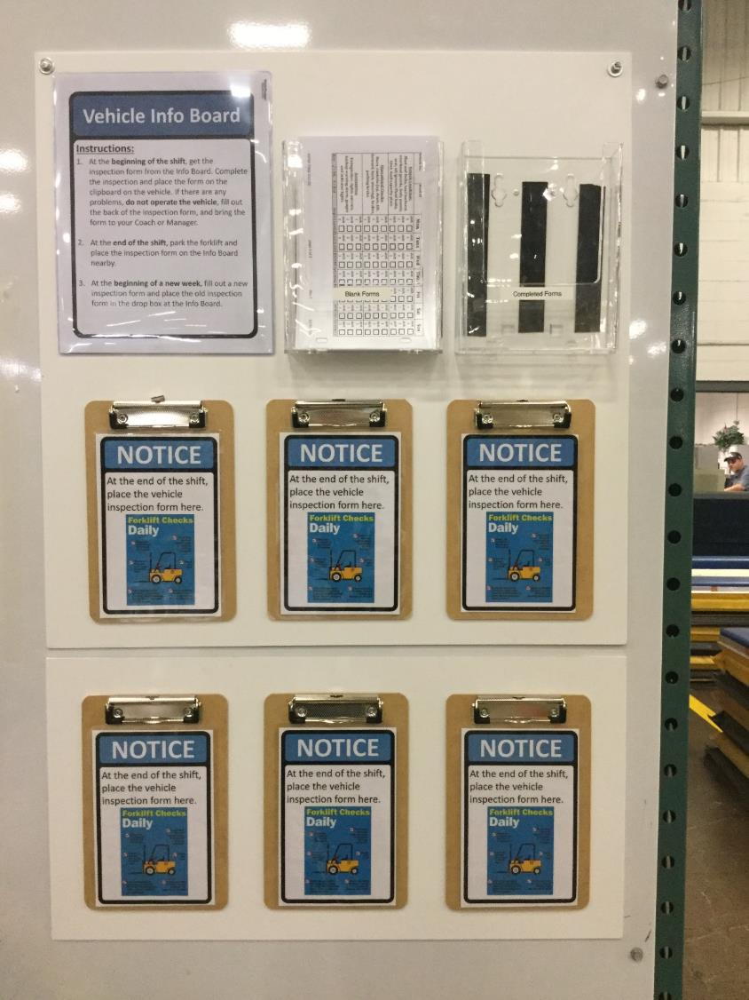 Vehicle Info Board
Instructions:
1. At the beginning of the shift, get the
inspection form from the Info Board. Complete
the inspection and place the form on the
clipboard on the vehicle. If there are any
problems, do not operate the vehicle, fill out
the back of the inspection form, and bring the
form to your Coach or Manager.
2. At the end of the shift, park the forklift and
place the inspection form on the Info Board
nearby.
3. At the beginning of a new week, fill out a new
inspection form and place the old inspection
form in the drop box at the Info Board.
Mon Tues Wed Thu Fri Sat Sun
Blank Forms
Completed Forms
NOTICE
At the end of the shift,
place the vehicle
inspection form here.
Forklift Checks
Daily
NOTICE
At the end of the shift,
place the vehicle
inspection form here.
Forklift Checks
Daily
NOTICE
At the end of the shift,
place the vehicle
inspection form here.
Forklift Checks
Daily
NOTICE
At the end of the shift,
place the vehicle
inspection form here.
Forklift Checks
Daily
NOTICE
At the end of the shift,
place the vehicle
inspection form here.
Forklift Checks
Daily
NOTICE
At the end of the shift,
place the vehicle
inspection form here.
Forklift Checks
Daily